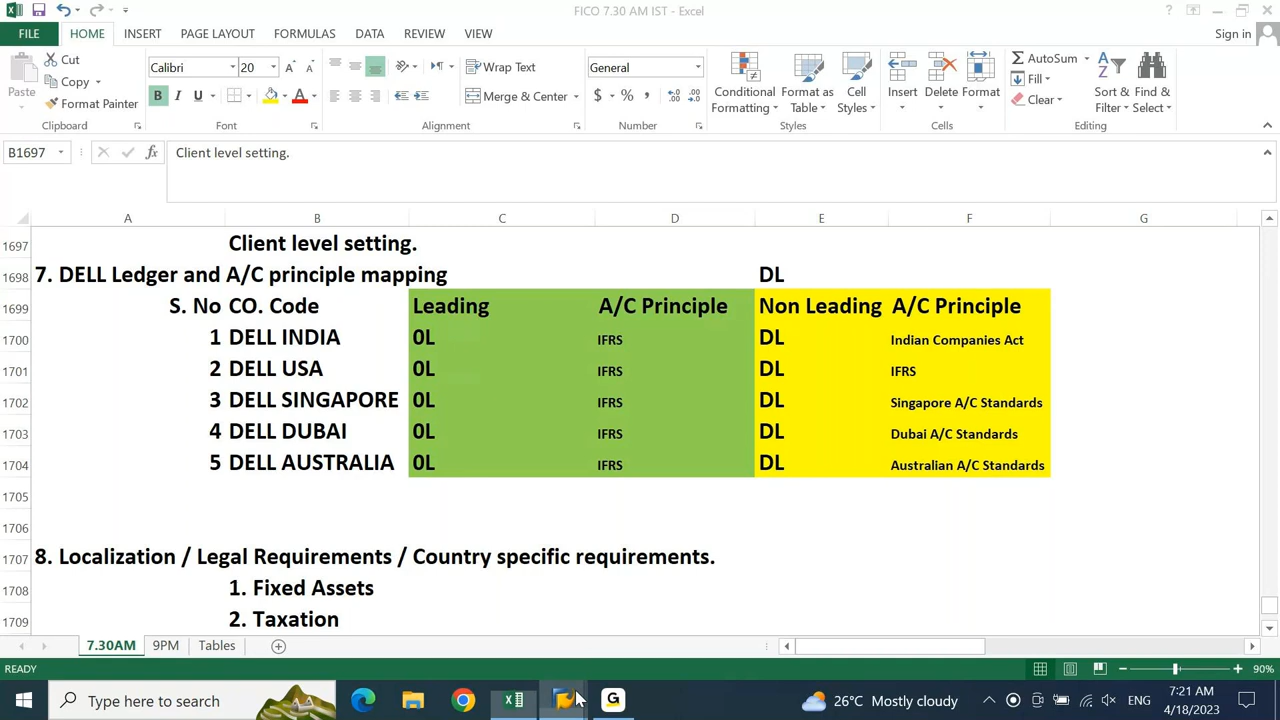 FICO 7.30 AM IST - Excel
?
FILE HOME INSERT PAGE LAYOUT FORMULAS DATA REVIEW VIEW Sign in
Paste
Cut
Copy
Format Painter
Clipboard
Calibri 20
B I U
Font
Wrap Text
Merge & Center
Alignment
General
$ % ,
Number
Conditional Formatting
Format as Table
Cell Styles
Styles
Insert Delete Format
Cells
AutoSum
Fill
Clear
Sort & Filter
Find & Select
Editing
B1697 fx Client level setting.
A B C D E F G
1697 Client level setting.
1698 7. DELL Ledger and A/C principle mapping DL
1699 S. No CO. Code Leading A/C Principle Non Leading A/C Principle
1700 1 DELL INDIA 0L IFRS DL Indian Companies Act
1701 2 DELL USA 0L IFRS DL IFRS
1702 3 DELL SINGAPORE 0L IFRS DL Singapore A/C Standards
1703 4 DELL DUBAI 0L IFRS DL Dubai A/C Standards
1704 5 DELL AUSTRALIA 0L IFRS DL Australian A/C Standards
1705
1706
1707 8. Localization / Legal Requirements / Country specific requirements.
1708 1. Fixed Assets
1709 2. Taxation
7.30AM 9PM Tables
READY 90%
Type here to search 26°C Mostly cloudy ENG 7:21 AM
4/18/2023